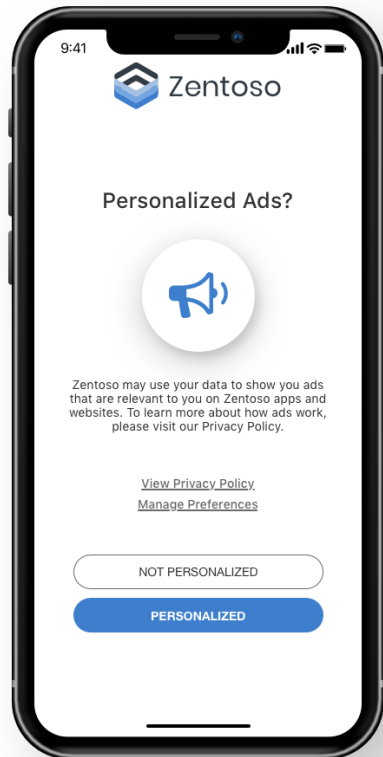 9:41
Zentoso
Personalized Ads?
Zentoso may use your data to show you ads
that are relevant to you on Zentoso apps and
websites. To learn more about how ads work,
please visit our Privacy Policy.
View Privacy Policy
Manage Preferences
NOT PERSONALIZED
PERSONALIZED